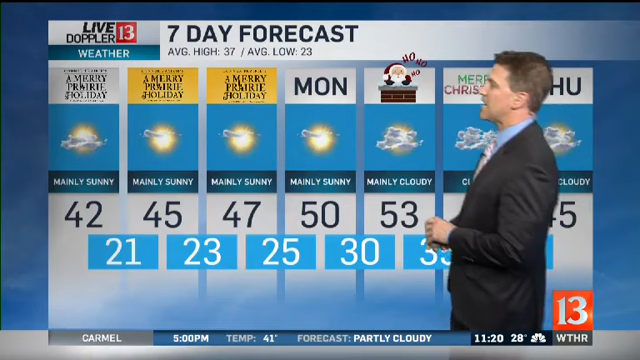 LIVE
DOPPLER 13
WEATHER
7 DAY FORECAST
AVG. HIGH: 37 / AVG. LOW: 23
A MERRY PRAIRIE HOLIDAY
A MERRY PRAIRIE HOLIDAY
A MERRY PRAIRIE HOLIDAY
MON
HO HO HO
MERR
CHRIS
HU
MAINLY SUNNY
MAINLY SUNNY
MAINLY SUNNY
MAINLY SUNNY
MAINLY CLOUDY
CLOUDY
42 45 47 50 53 45
21 23 25 30
13
CARMEL 5:00PM TEMP: 41° FORECAST: PARTLY CLOUDY 11:20 28° WTHR